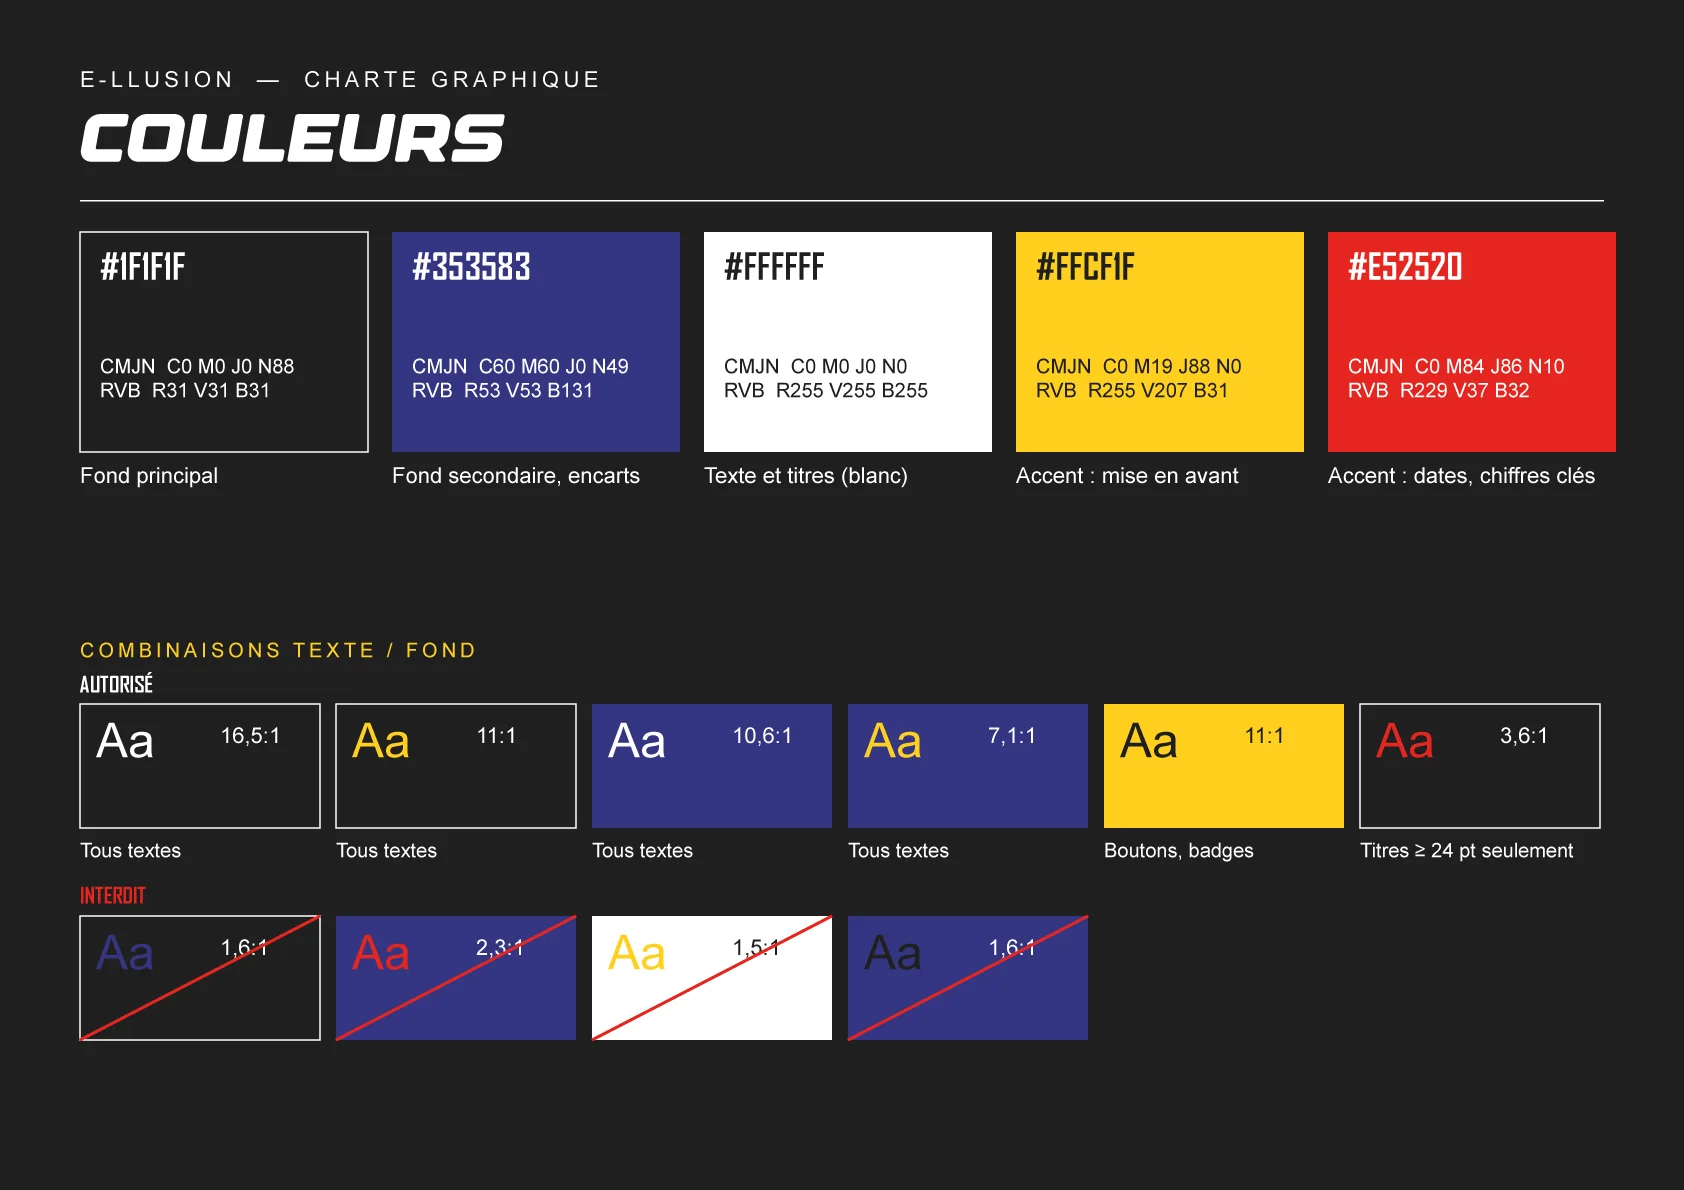 E-LLUSION — CHARTE GRAPHIQUE
COULEURS
#1F1F1F
CMJN C0 M0 J0 N88
RVB R31 V31 B31
Fond principal
#353583
CMJN C60 M60 J0 N49
RVB R53 V53 B131
Fond secondaire, encarts
#FFFFFF
CMJN C0 M0 J0 N0
RVB R255 V255 B255
Texte et titres (blanc)
#FFCF1F
CMJN C0 M19 J88 N0
RVB R255 V207 B31
Accent : mise en avant
#E52520
CMJN C0 M84 J86 N10
RVB R229 V37 B32
Accent : dates, chiffres clés
COMBINAISONS TEXTE / FOND
AUTORISÉ
Aa 16,5:1
Tous textes
Aa 11:1
Tous textes
Aa 10,6:1
Tous textes
Aa 7,1:1
Tous textes
Aa 11:1
Boutons, badges
Aa 3,6:1
Titres ≥ 24 pt seulement
INTERDIT
Aa 1,6:1
Aa 2,3:1
Aa 1,5:1
Aa 1,6:1